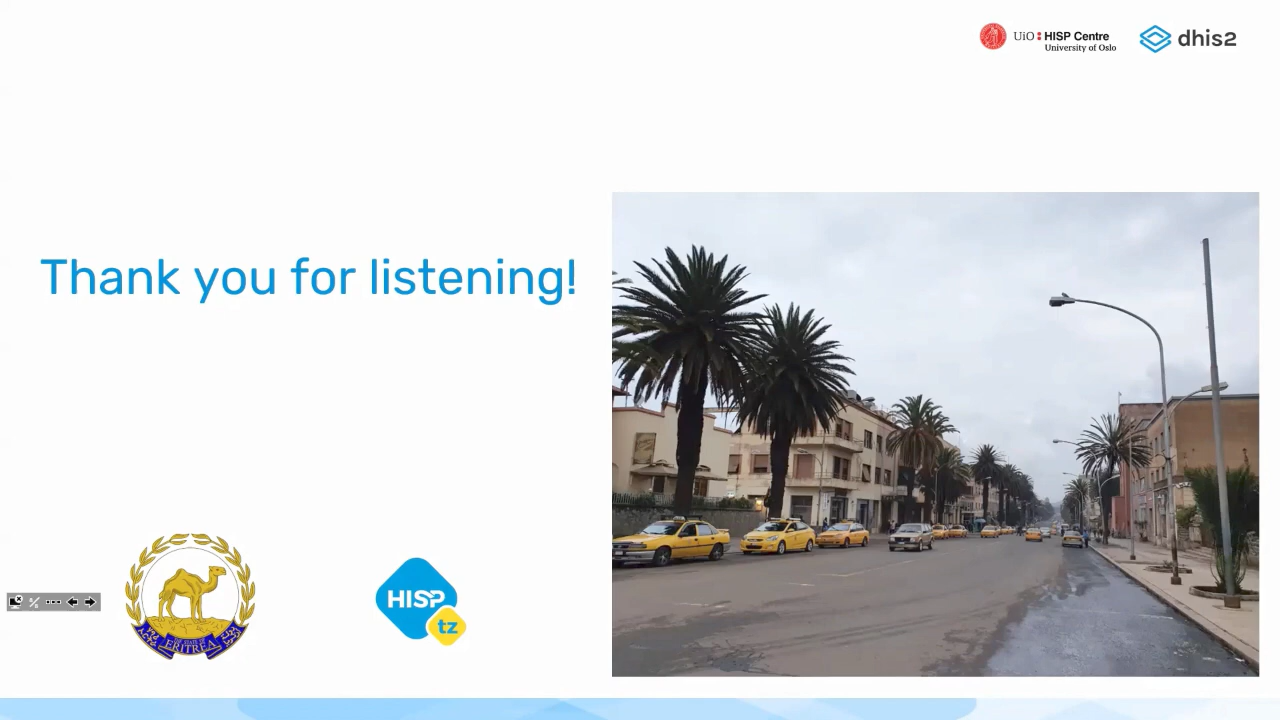 UiO HISP Centre
University of Oslo
dhis2
Thank you for listening!
HISP
tz
ERITREA